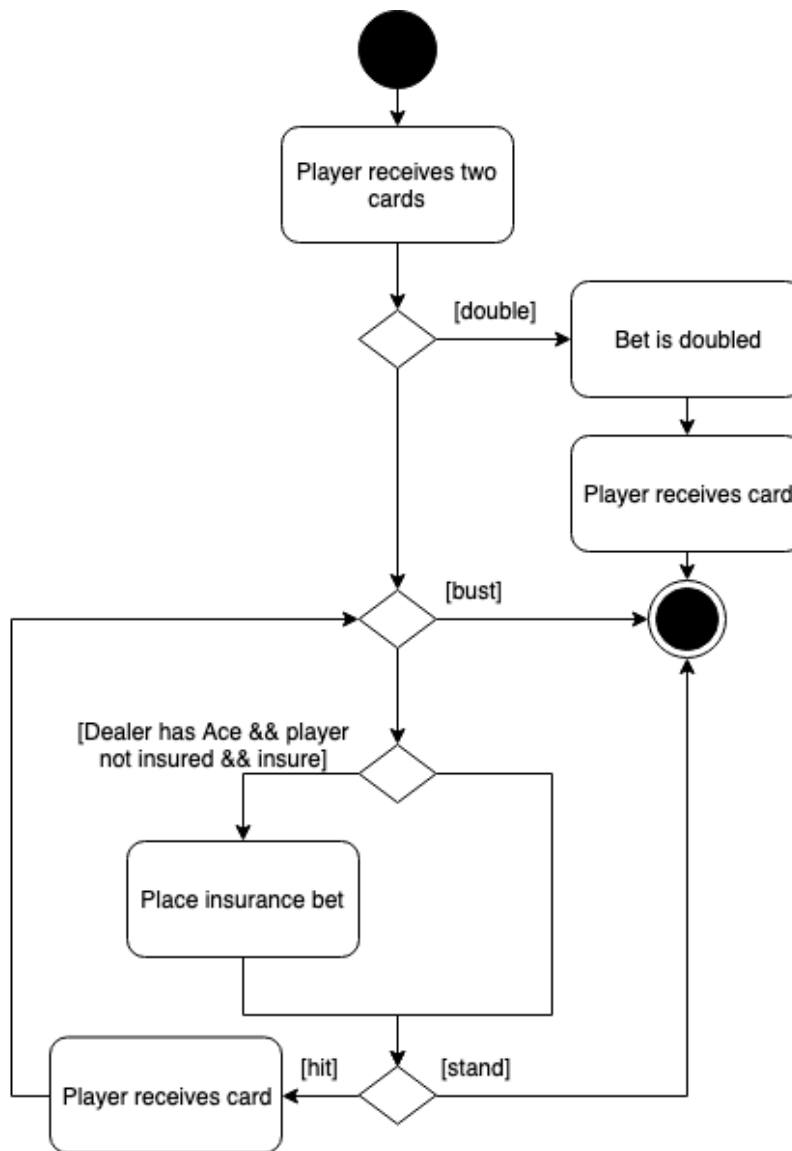 Player receives two
cards
[double]
Bet is doubled
Player receives card
[bust]
[Dealer has Ace && player
not insured && insure]
Place insurance bet
[hit]
[stand]
Player receives card